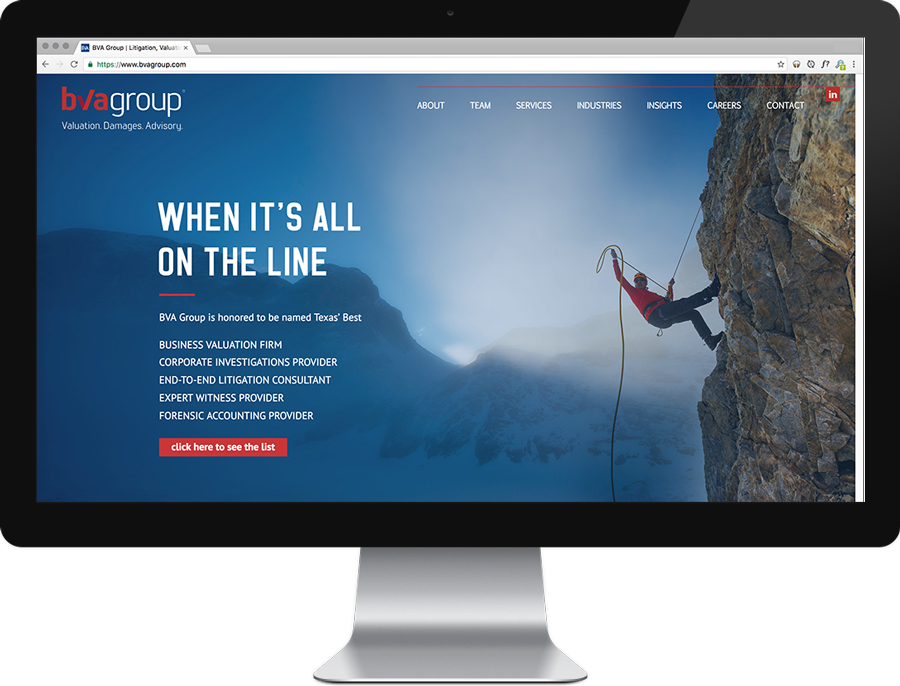 BVA Group | Litigation, Valuatio
https://www.bvagroup.com
bvagroup
Valuation. Damages. Advisory.
ABOUT TEAM SERVICES INDUSTRIES INSIGHTS CAREERS CONTACT in
WHEN IT'S ALL
ON THE LINE
BVA Group is honored to be named Texas' Best
BUSINESS VALUATION FIRM
CORPORATE INVESTIGATIONS PROVIDER
END-TO-END LITIGATION CONSULTANT
EXPERT WITNESS PROVIDER
FORENSIC ACCOUNTING PROVIDER
click here to see the list